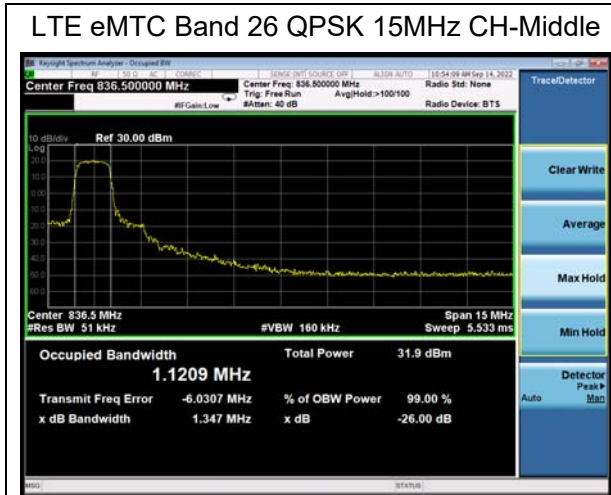 LTE eMTC Band 26 QPSK 15MHz CH-Middle
Keysight Spectrum Analyzer - Occupied BW
RF 50 Ω AC CORREC SENSE:INT SOURCE OFF ALIGN AUTO 10:54:09 AM Sep 14, 2022
Center Freq 836.500000 MHz
Center Freq: 836.500000 MHz
Radio Std: None
Trig: Free Run
Avg|Hold:>100/100
#IFGain:Low
#Atten: 40 dB
Radio Device: BTS
Trace/Detector
10 dB/div
Ref 30.00 dBm
Log
20.0
10.0
0.00
Clear Write
Average
Max Hold
Min Hold
Center 836.5 MHz
Span 15 MHz
#Res BW 51 kHz
#VBW 160 kHz
Sweep 5.533 ms
Occupied Bandwidth
Total Power 31.9 dBm
1.1209 MHz
Transmit Freq Error -6.0307 MHz
% of OBW Power 99.00 %
x dB Bandwidth 1.347 MHz
x dB -26.00 dB
Detector
Peak▶
Auto Man
MSG
STATUS